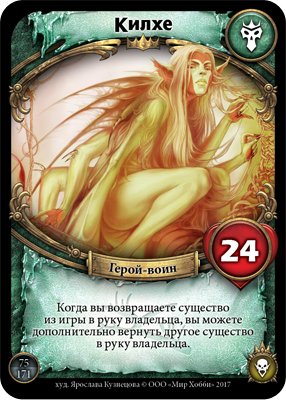 Килхе
24
Герой-воин
Когда вы возвращаете существо
из игры в руку владельца, вы можете
дополнительно вернуть другое существо
в руку владельца.
75
171
худ. Ярослава Кузнецова © ООО «Мир Хобби» 2017